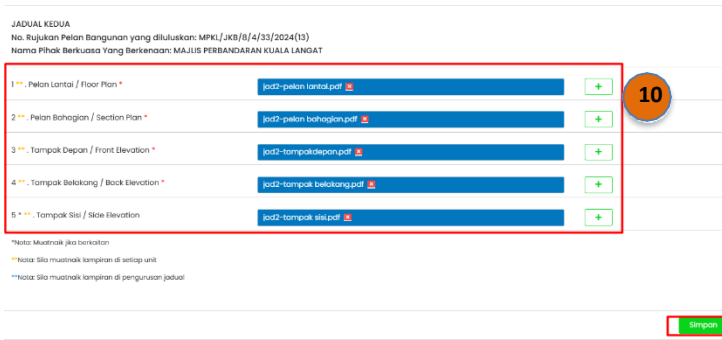 JADUAL KEDUA
No. Rujukan Pelan Bangunan yang diluluskan: MPKL/JKB/8/4/33/2024(13)
Nama Pihak Berkuasa Yang Berkenaan: MAJLIS PERBANDARAN KUALA LANGAT
1 ** . Pelan Lantai / Floor Plan * jad2-pelan lantai.pdf +
10
2 ** . Pelan Bahagian / Section Plan * jad2-pelan bahagian.pdf +
3 ** . Tampak Depan / Front Elevation * jad2-tampakdepan.pdf +
4 ** . Tampak Belakang / Back Elevation * jad2-tampak belakang.pdf +
5 * ** . Tampak Sisi / Side Elevation jad2-tampak sisi.pdf +
*Nota: Muatnaik jika berkaitan
**Nota: Sila muatnaik lampiran di setiap unit
**Nota: Sila muatnaik lampiran di pengurusan jadual
Simpan